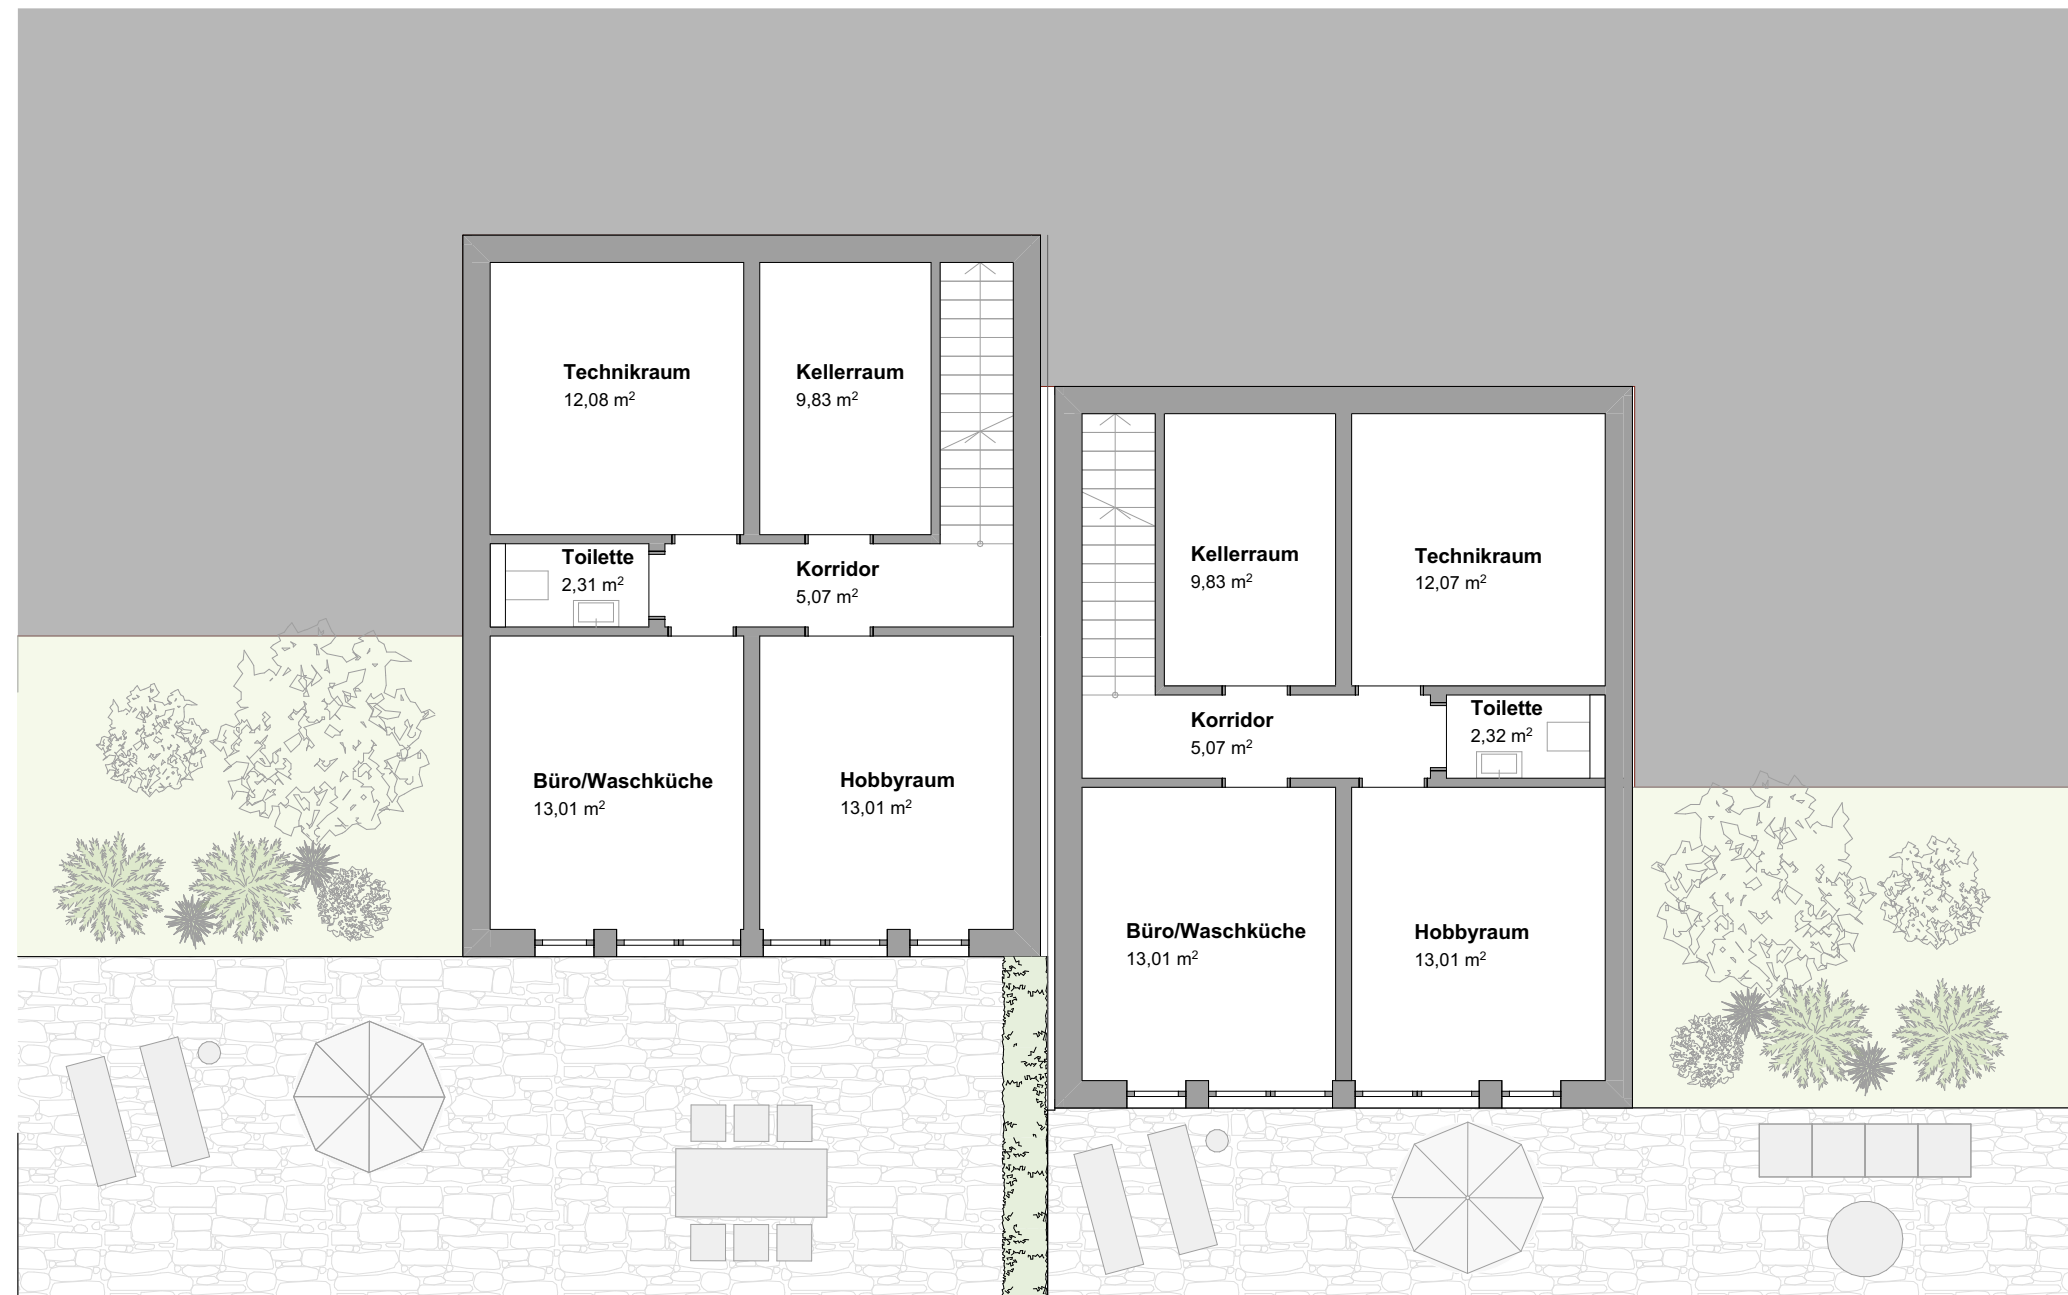 Technikraum
12,08 m²
Kellerraum
9,83 m²
Toilette
2,31 m²
Korridor
5,07 m²
Büro/Waschküche
13,01 m²
Hobbyraum
13,01 m²
Kellerraum
9,83 m²
Technikraum
12,07 m²
Korridor
5,07 m²
Toilette
2,32 m²
Büro/Waschküche
13,01 m²
Hobbyraum
13,01 m²